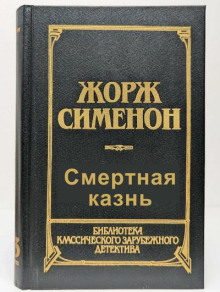 ЖОРЖ
СИМЕНОН
Смертная
казнь
БИБЛИОТЕКА
КЛАССИЧЕСКОГО ЗАРУБЕЖНОГО
ДЕТЕКТИВА